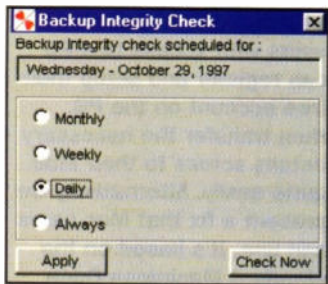 Backup Integrity Check
Backup Integrity check scheduled for :
Wednesday - October 29, 1997
Monthly
Weekly
Daily
Always
Apply
Check Now